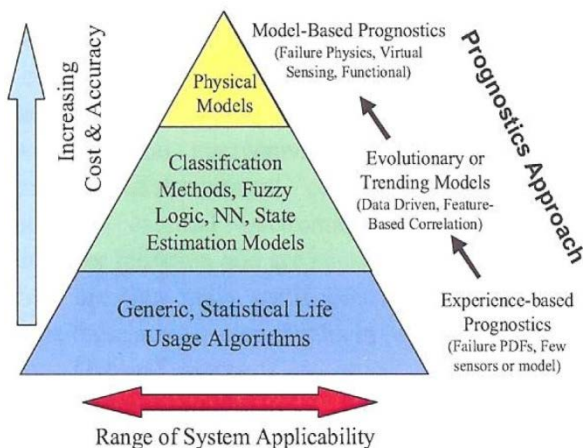 Model-Based Prognostics
(Failure Physics, Virtual
Sensing, Functional)
Physical
Models
Prognostics Approach
Increasing
Cost & Accuracy
Classification
Methods, Fuzzy
Logic, NN, State
Estimation Models
Evolutionary or
Trending Models
(Data Driven, Feature-
Based Correlation)
Generic, Statistical Life
Usage Algorithms
Experience-based
Prognostics
(Failure PDFs, Few
sensors or model)
Range of System Applicability